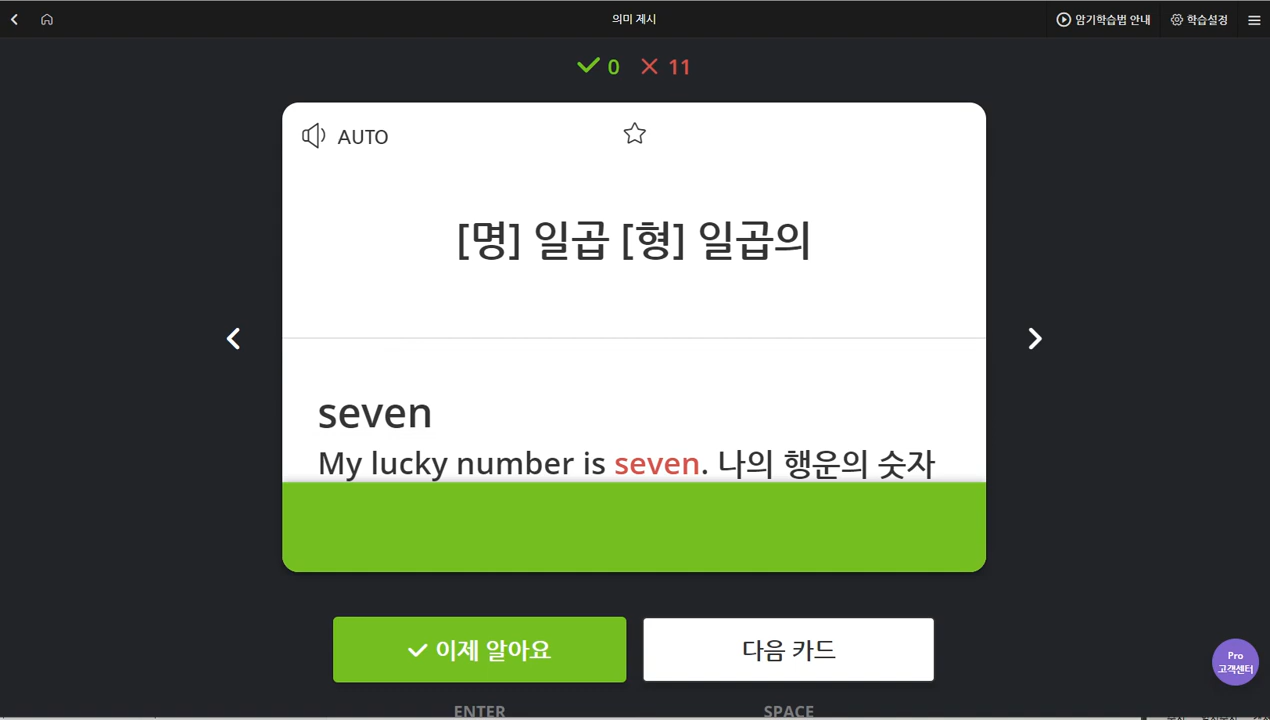 의미 제시
암기학습법 안내
학습설정
0
11
AUTO
[명] 일곱 [형] 일곱의
seven
My lucky number is seven. 나의 행운의 숫자
이제 알아요
다음 카드
Pro
고객센터
ENTER
SPACE